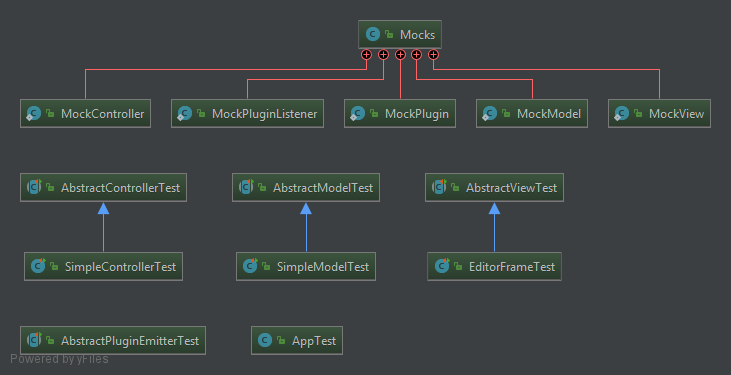 Mocks
MockController
MockPluginListener
MockPlugin
MockModel
MockView
AbstractControllerTest
AbstractModelTest
AbstractViewTest
SimpleControllerTest
SimpleModelTest
EditorFrameTest
AbstractPluginEmitterTest
AppTest
Powered by yFiles